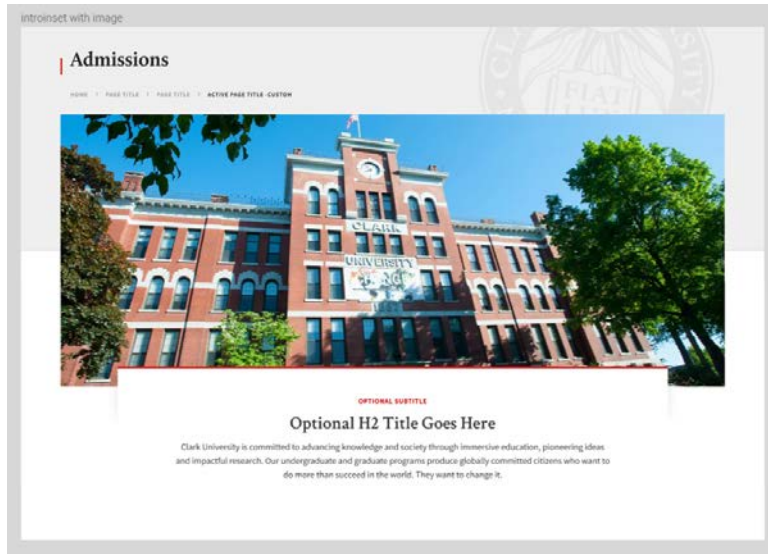 introinset with image
Admissions
HOME > PAGE TITLE > PAGE TITLE > ACTIVE PAGE TITLE -CUSTOM
FIAT
CLARK
UNIVERSITY
OPTIONAL SUBTITLE
Optional H2 Title Goes Here
Clark University is committed to advancing knowledge and society through immersive education, pioneering ideas
and impactful research. Our undergraduate and graduate programs produce globally committed citizens who want to
do more than succeed in the world. They want to change it.